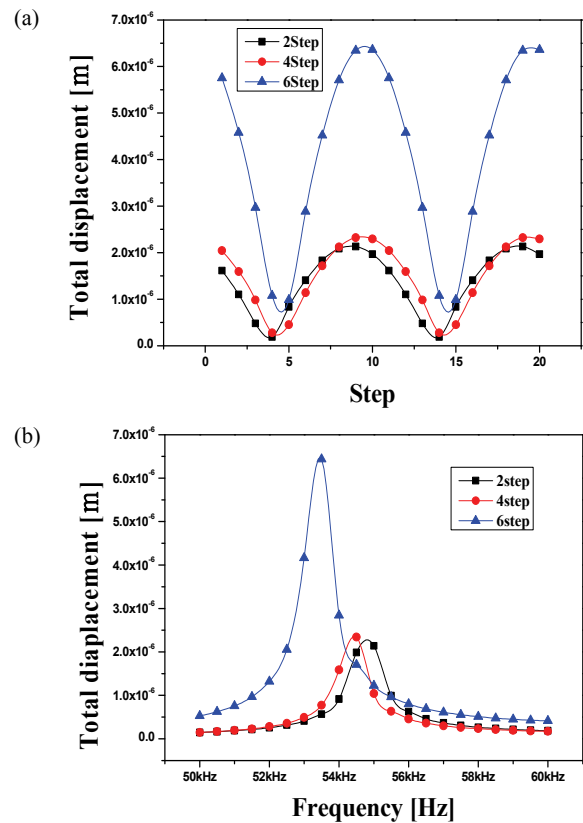 (a)
7.0x10⁻⁶
6.0x10⁻⁶
5.0x10⁻⁶
4.0x10⁻⁶
3.0x10⁻⁶
2.0x10⁻⁶
1.0x10⁻⁶
0.0
Total displacement [m]
2Step
4Step
6Step
0
5
10
15
20
Step
(b)
7.0x10⁻⁶
6.0x10⁻⁶
5.0x10⁻⁶
4.0x10⁻⁶
3.0x10⁻⁶
2.0x10⁻⁶
1.0x10⁻⁶
0.0
Total diaplacement [m]
2step
4step
6step
50kHz
52kHz
54kHz
56kHz
58kHz
60kHz
Frequency [Hz]